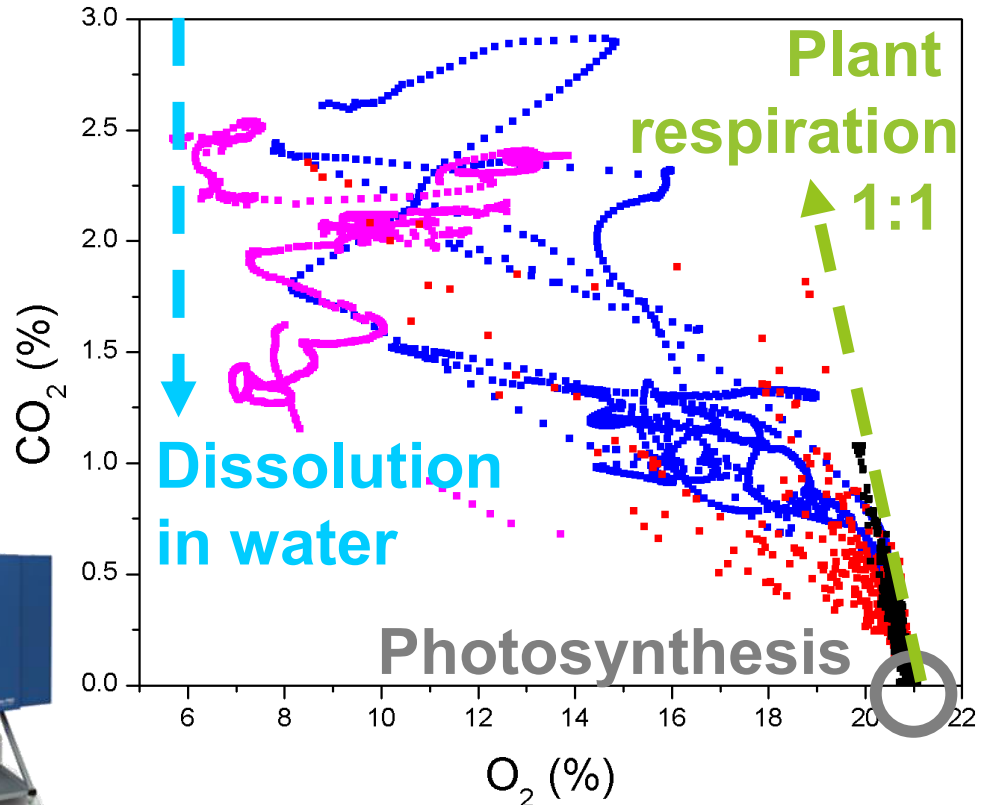 3.0
2.5
2.0
1.5
1.0
0.5
0.0
CO2 (%)
Plant
respiration
1:1
Dissolution
in water
Photosynthesis
6 8 10 12 14 16 18 20 22
O2 (%)